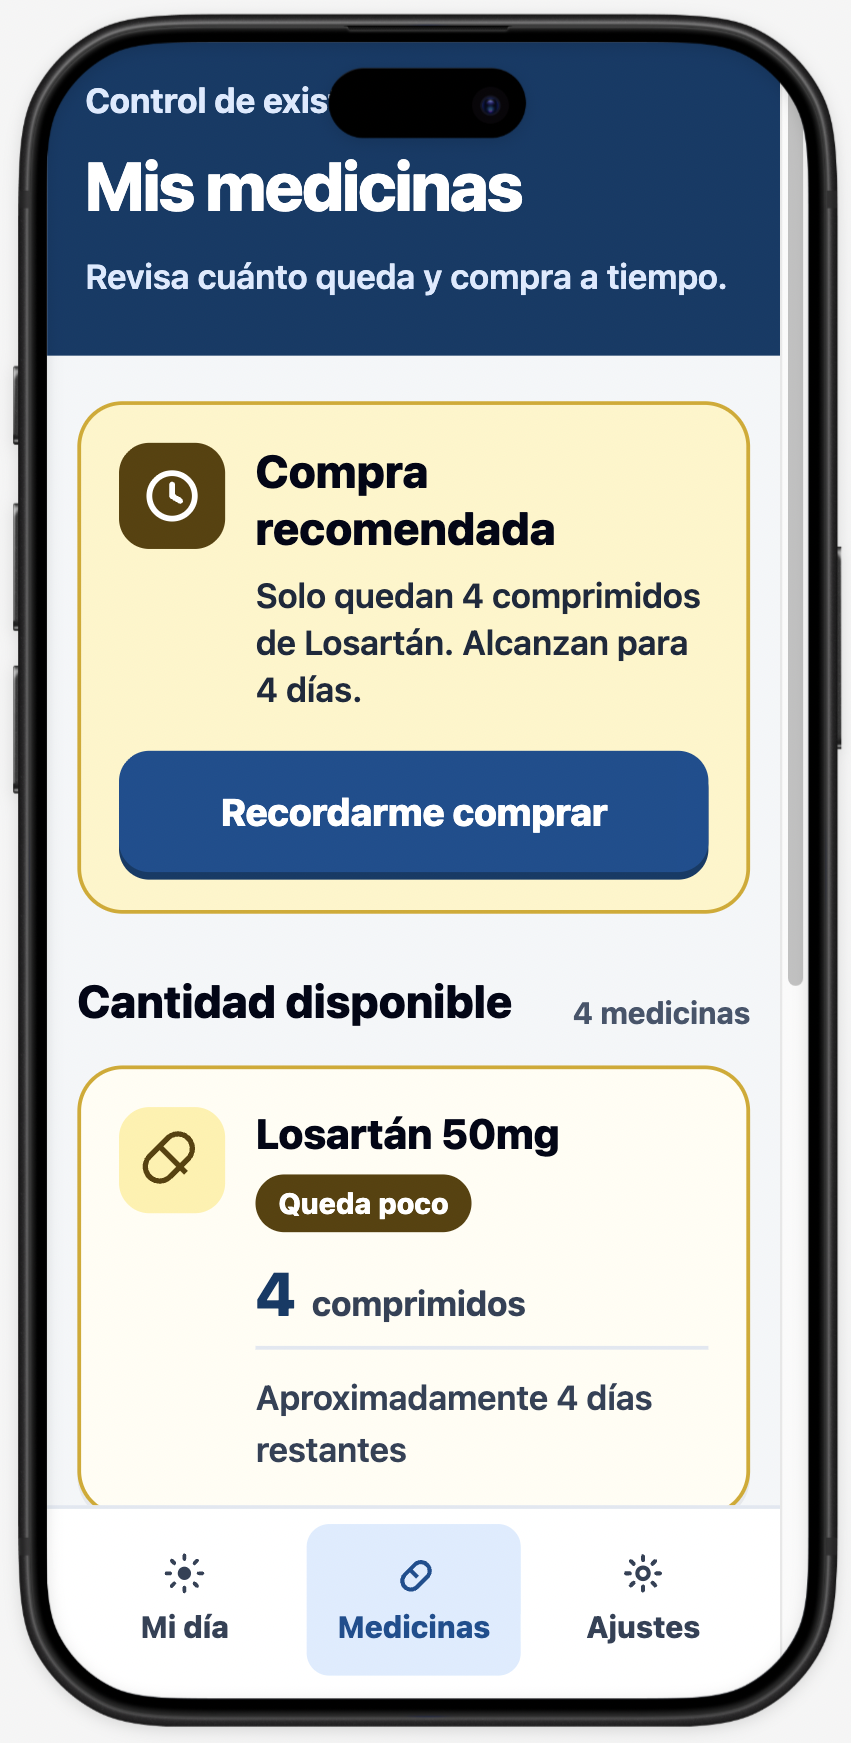 Control de
Mis medicinas
Revisa cuánto queda y compra a tiempo.
Compra
recomendada
Solo quedan 4 comprimidos
de Losartán. Alcanzan para
4 días.
Recordarme comprar
Cantidad disponible
4 medicinas
Losartán 50mg
Queda poco
4 comprimidos
Aproximadamente 4 días
restantes
Mi día
Medicinas
Ajustes